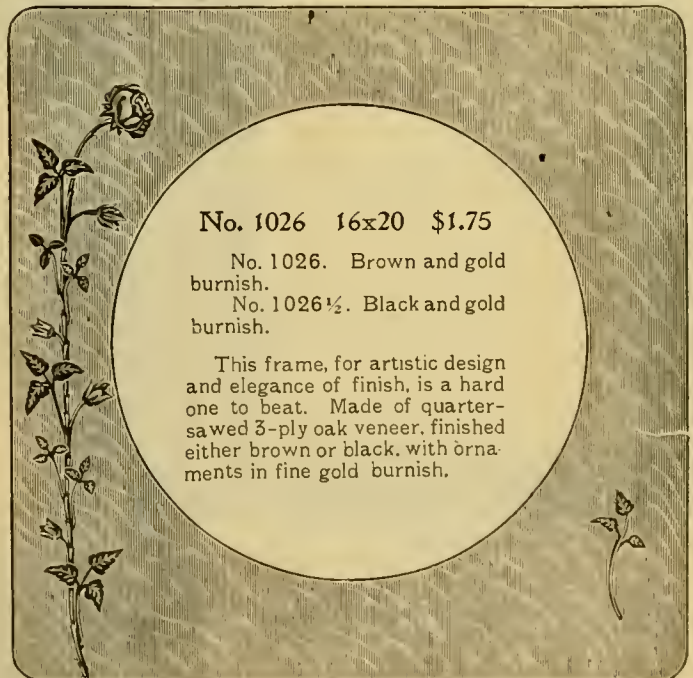 No. 1026 16x20 $1.75
No. 1026. Brown and gold
burnish.
No. 1026½. Black and gold
burnish.
This frame, for artistic design
and elegance of finish, is a hard
one to beat. Made of quarter-
sawed 3-ply oak veneer, finished
either brown or black, with orna-
ments in fine gold burnish.